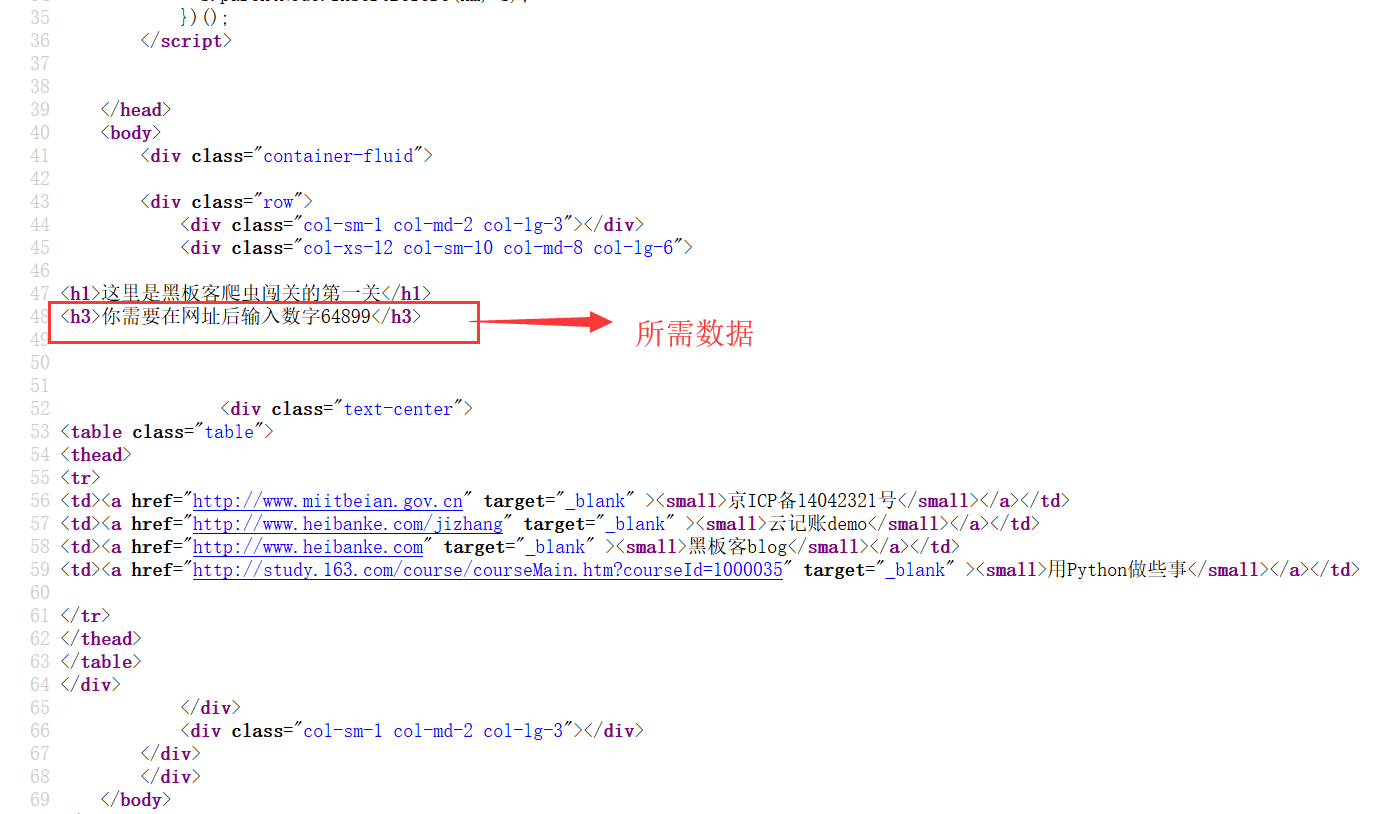 35 })();
36 </script>
37
38
39 </head>
40 <body>
41 <div class="container-fluid">
42
43 <div class="row">
44 <div class="col-sm-1 col-md-2 col-lg-3"></div>
45 <div class="col-xs-12 col-sm-10 col-md-8 col-lg-6">
46
47 <h1>这里是黑板客爬虫闯关的第一关</h1>
48 <h3>你需要在网址后输入数字64899</h3>
所需数据
49
50
51
52 <div class="text-center">
53 <table class="table">
54 <thead>
55 <tr>
56 <td><a href="http://www.miitbeian.gov.cn" target="_blank" ><small>京ICP备14042321号</small></a></td>
57 <td><a href="http://www.heibanke.com/jizhang" target="_blank" ><small>云记账demo</small></a></td>
58 <td><a href="http://www.heibanke.com" target="_blank" ><small>黑板客blog</small></a></td>
59 <td><a href="http://study.163.com/course/courseMain.htm?courseId=1000035" target="_blank" ><small>用Python做些事</small></a></td>
60
61 </tr>
62 </thead>
63 </table>
64 </div>
65 </div>
66 <div class="col-sm-1 col-md-2 col-lg-3"></div>
67 </div>
68 </div>
69 </body>